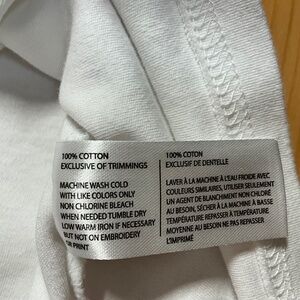 100% COTTON
EXCLUSIVE OF TRIMMINGS
MACHINE WASH COLD
WITH LIKE COLORS ONLY
NON CHLORINE BLEACH
WHEN NEEDED TUMBLE DRY
LOW WARM IRON IF NECESSARY
BUT NOT ON EMBROIDERY
OR PRINT
100% COTTON
EXCLUSIF DE DENTELLE
LAVER À LA MACHINE À L'EAU FROIDE AVEC
COULEURS SIMILAIRES, UTILISER SEULEMENT
UN AGENT DE BLANCHIMENT NON CHLORÉ
AU BESOIN, SÉCHER À LA MACHINE À BASSE
TEMPÉRATURE REPASSER À TEMPÉRATURE
MOYENNE AU BESOIN NE PAS REPASSER
L'IMPRIMÉ